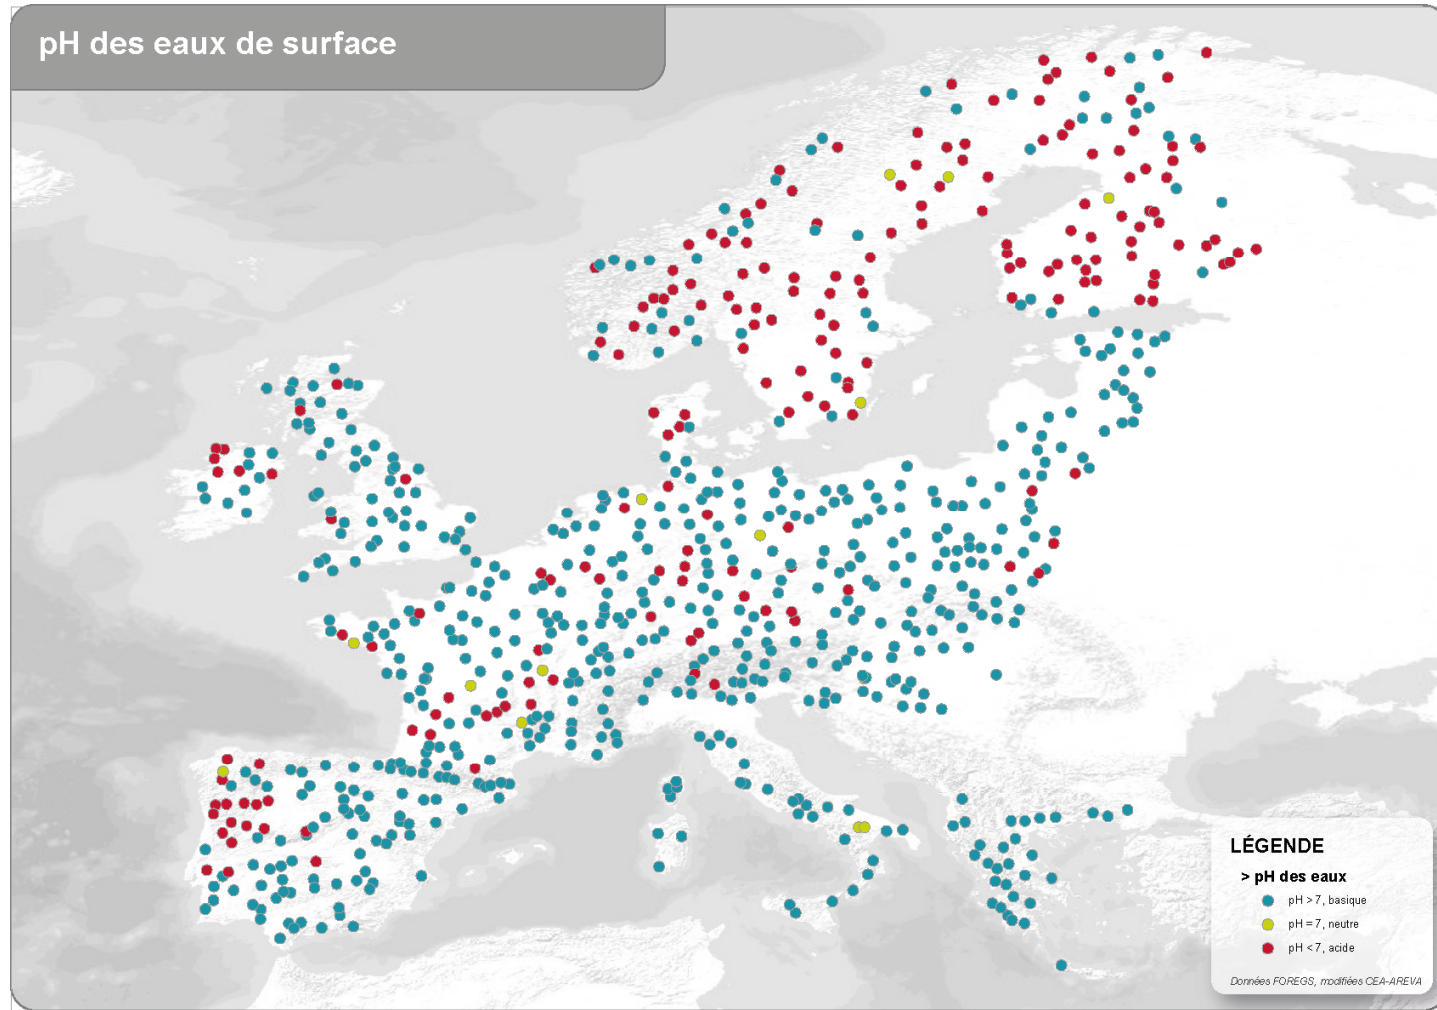 pH des eaux de surface
LÉGENDE
> pH des eaux
pH > 7, basique
pH = 7, neutre
pH < 7, acide
Données FOREGS, modifiées CEA-AREVA